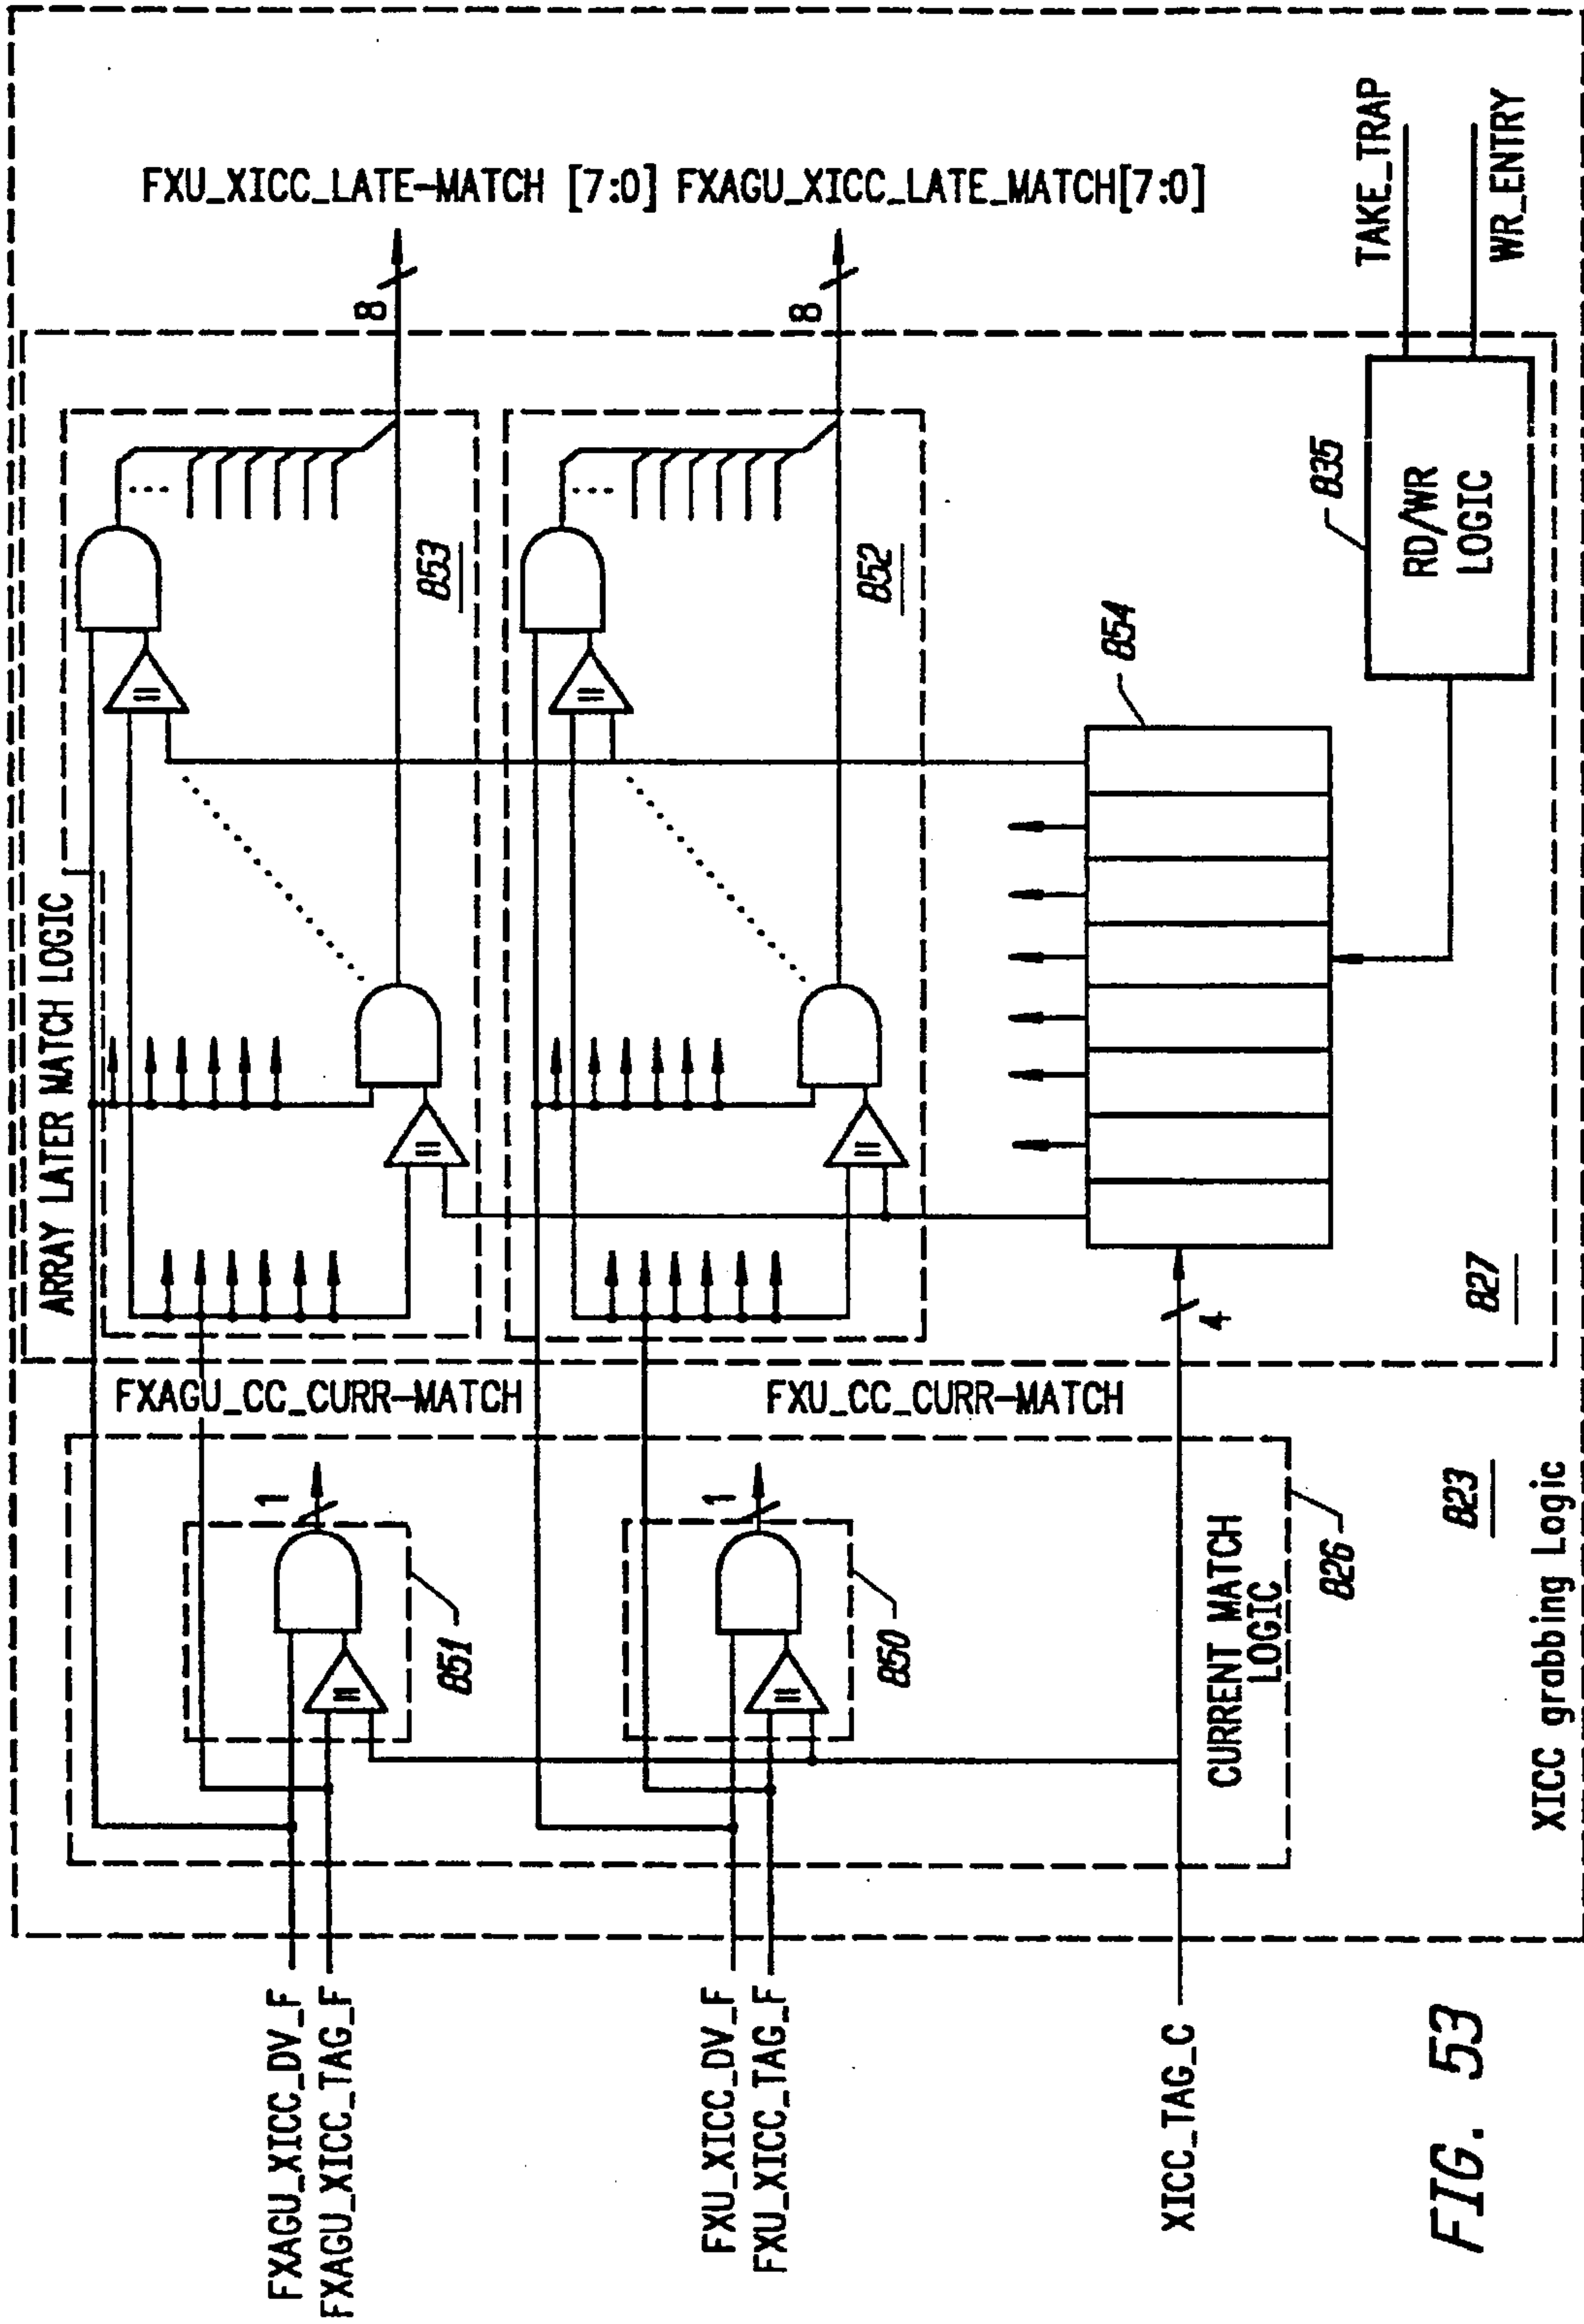 FXU_XICC_LATE-MATCH [7:0] FXAGU_XICC_LATE_MATCH[7:0]
TAKE_TRAP
WR_ENTRY
8
8
ARRAY LATER MATCH LOGIC
853
852
854
835
RD/WR
LOGIC
=
=
=
=
4
827
FXAGU_CC_CURR-MATCH
FXU_CC_CURR-MATCH
1
1
=
=
851
850
CURRENT MATCH
LOGIC
826
823
XICC grabbing Logic
FXAGU_XICC_DV_F
FXAGU_XICC_TAG_F
FXU_XICC_DV_F
FXU_XICC_TAG_F
XICC_TAG_C
FIG. 53